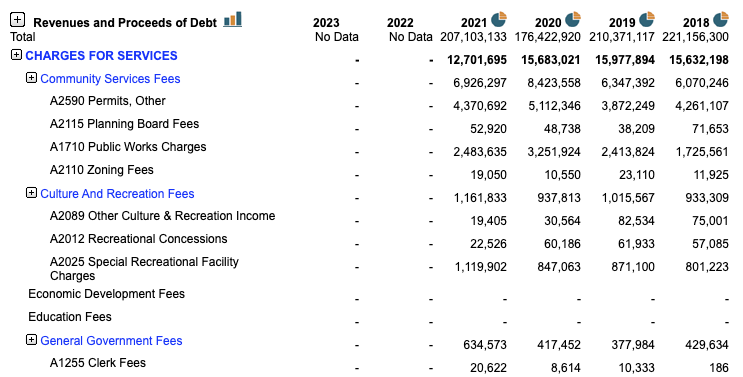 Revenues and Proceeds of Debt 2023 2022 2021 2020 2019 2018
Total No Data No Data 207,103,133 176,422,920 210,371,117 221,156,300
CHARGES FOR SERVICES - - 12,701,695 15,683,021 15,977,894 15,632,198
Community Services Fees - - 6,926,297 8,423,558 6,347,392 6,070,246
A2590 Permits, Other - - 4,370,692 5,112,346 3,872,249 4,261,107
A2115 Planning Board Fees - - 52,920 48,738 38,209 71,653
A1710 Public Works Charges - - 2,483,635 3,251,924 2,413,824 1,725,561
A2110 Zoning Fees - - 19,050 10,550 23,110 11,925
Culture And Recreation Fees - - 1,161,833 937,813 1,015,567 933,309
A2089 Other Culture & Recreation Income - - 19,405 30,564 82,534 75,001
A2012 Recreational Concessions - - 22,526 60,186 61,933 57,085
A2025 Special Recreational Facility - - 1,119,902 847,063 871,100 801,223
Charges
Economic Development Fees - - - - - -
Education Fees - - - - - -
General Government Fees - - 634,573 417,452 377,984 429,634
A1255 Clerk Fees - - 20,622 8,614 10,333 186